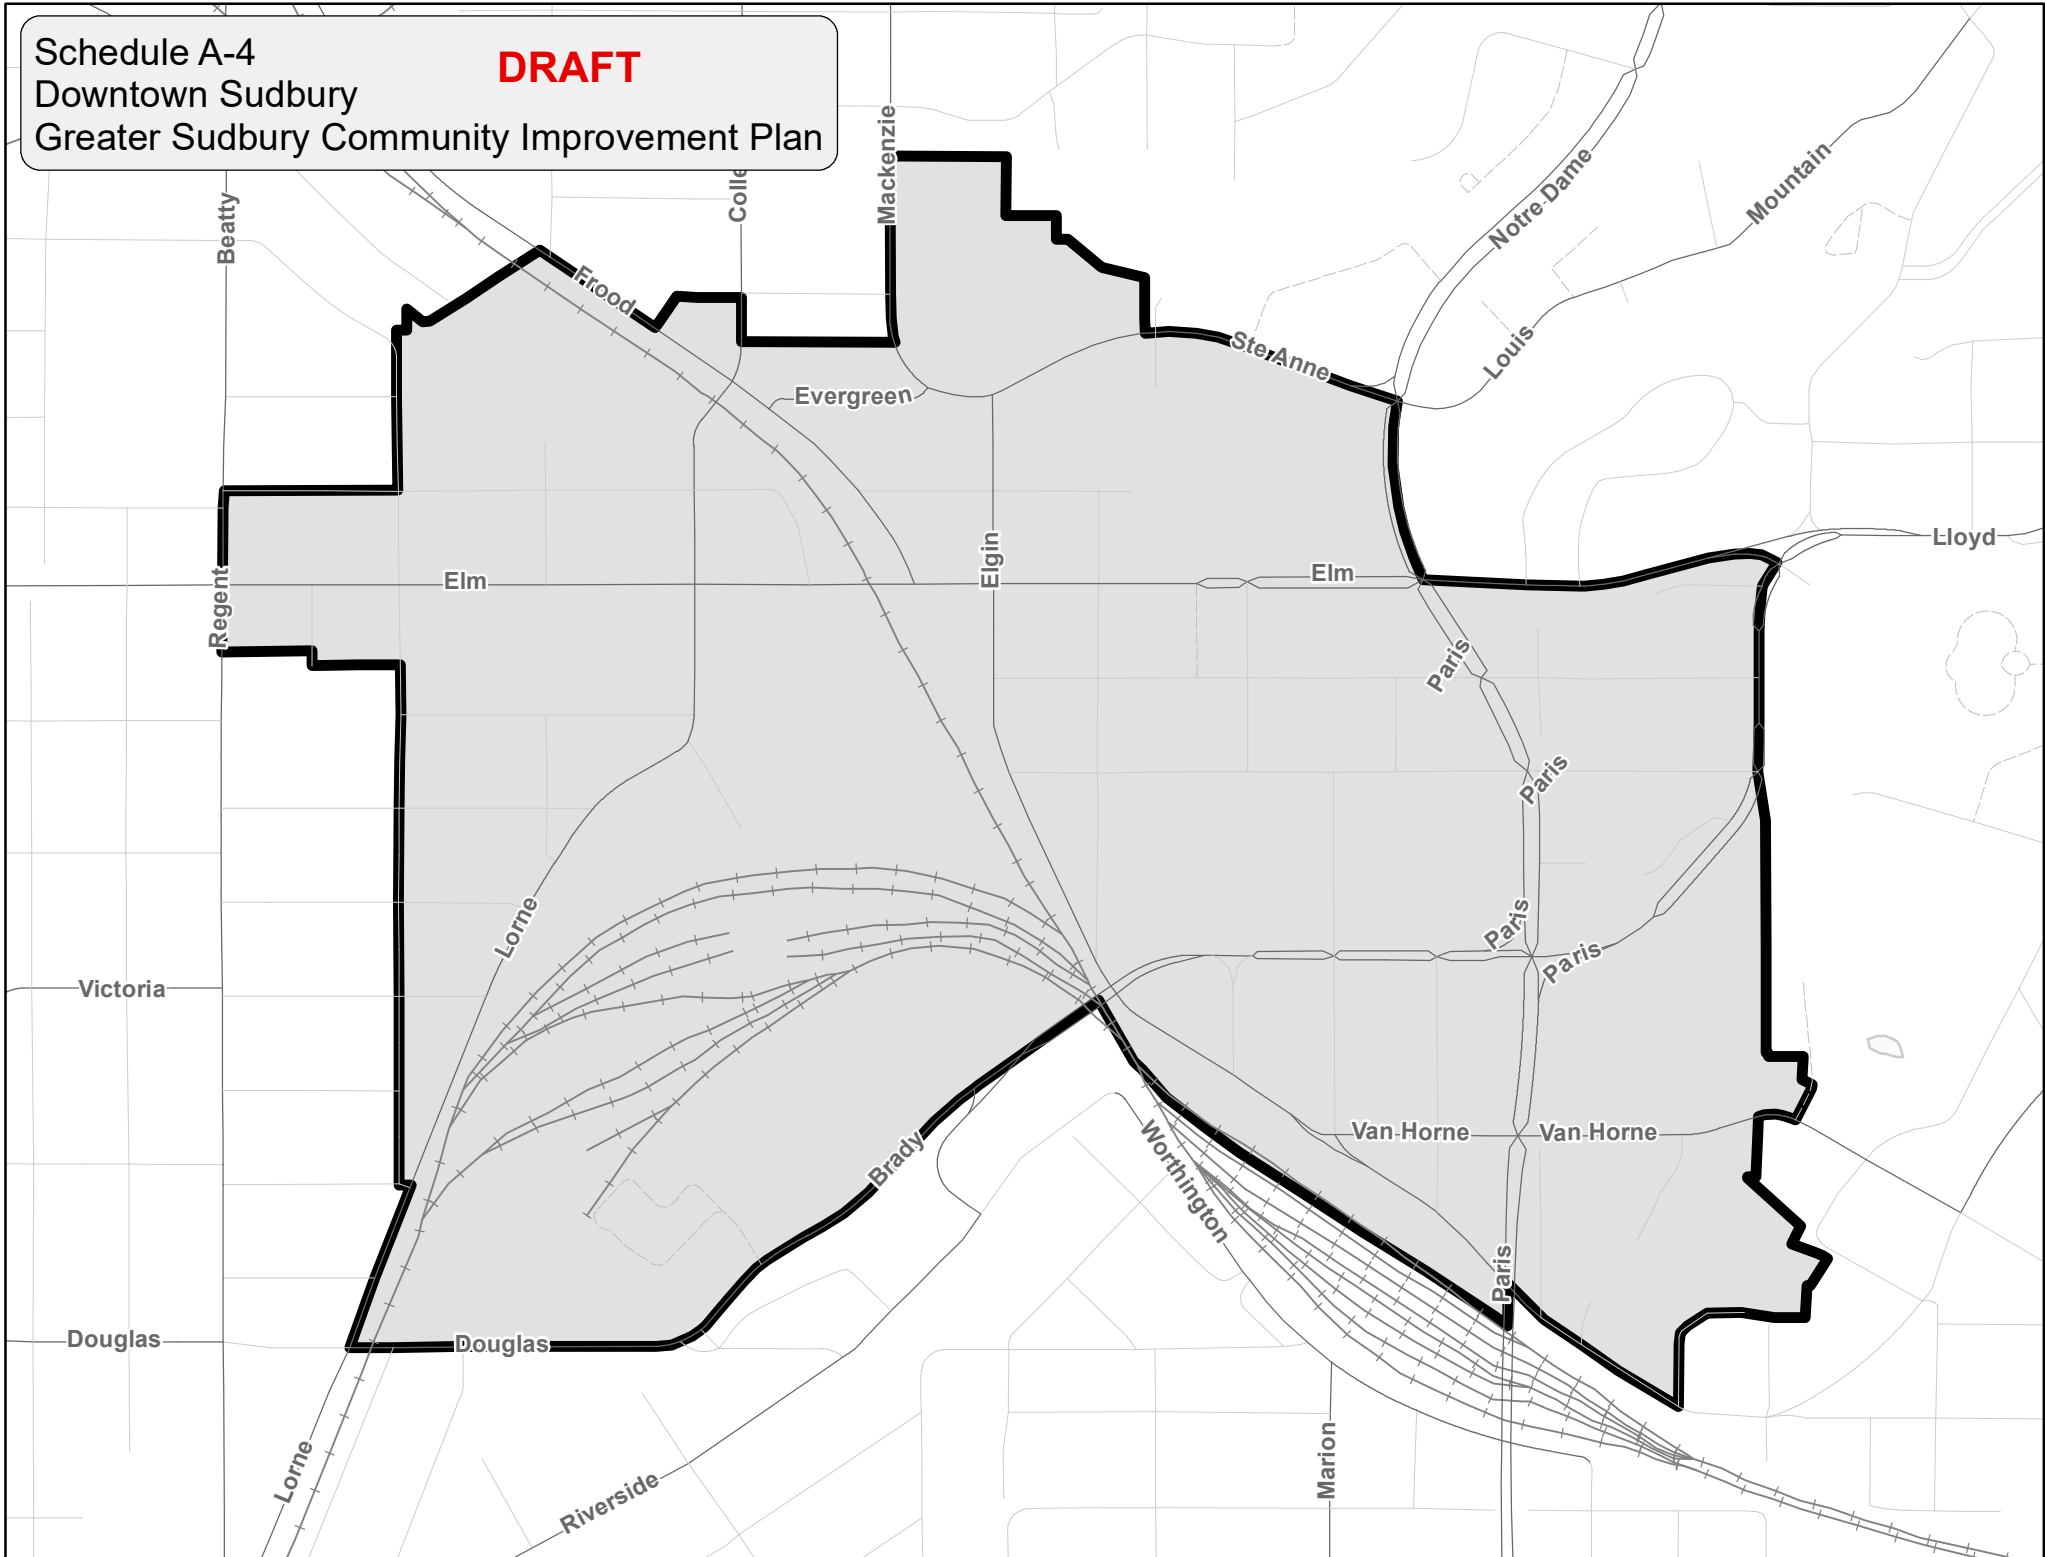 Schedule A-4
DRAFT
Downtown Sudbury
Greater Sudbury Community Improvement Plan
Mackenzie
Colle
Beatty
Notre Dame
Mountain
Frood
Ste Anne
Louis
Evergreen
Lloyd
Elgin
Elm
Elm
Regent
Paris
Paris
Lorne
Paris
Paris
Victoria
Van Horne
Van Horne
Brady
Worthington
Paris
Douglas
Douglas
Lorne
Marion
Riverside